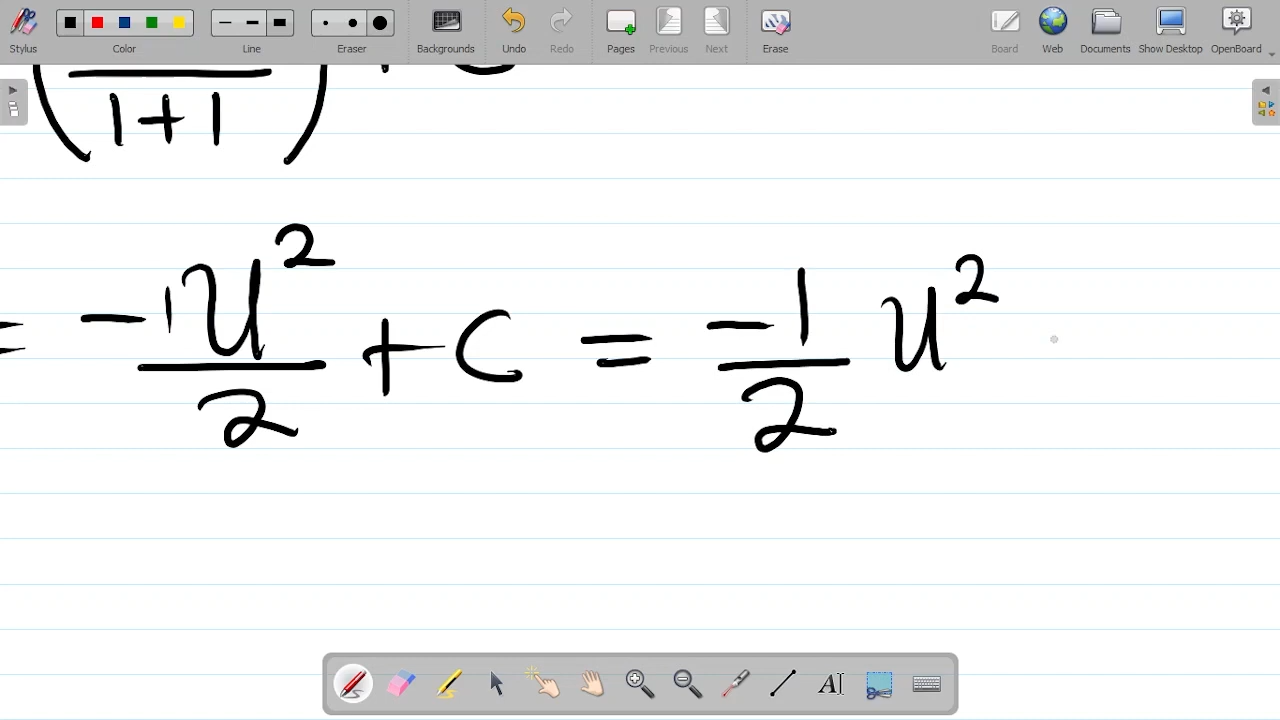 Stylus Color Line Eraser Backgrounds Undo Redo Pages Previous Next Erase Board Web Documents Show Desktop OpenBoard
1+1
= -1u² + C = -1/2 u²
2